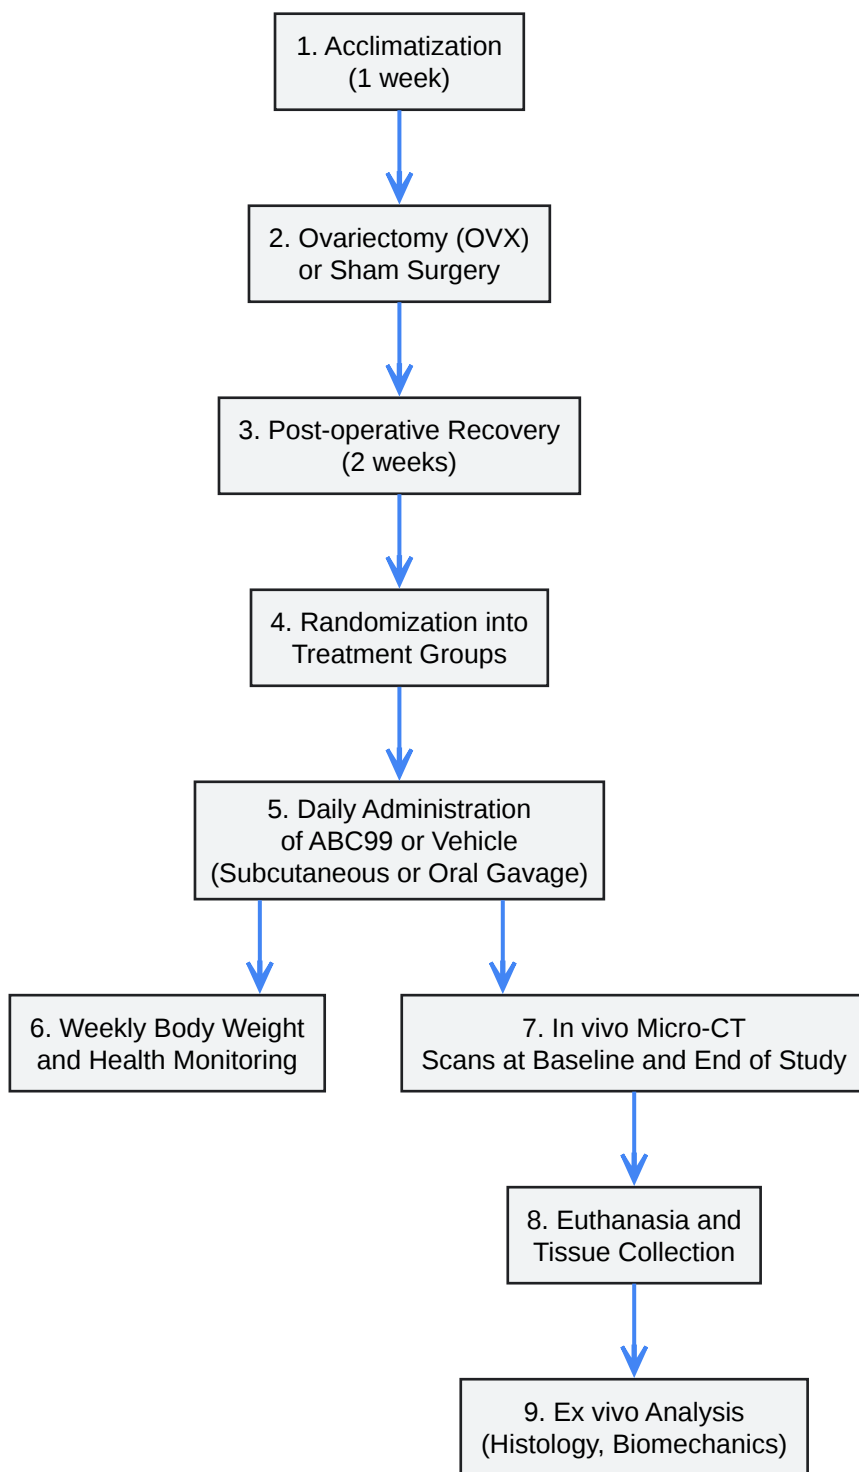 1. Acclimatization
(1 week)
2. Ovariectomy (OVX)
or Sham Surgery
3. Post-operative Recovery
(2 weeks)
4. Randomization into
Treatment Groups
5. Daily Administration
of ABC99 or Vehicle
(Subcutaneous or Oral Gavage)
6. Weekly Body Weight
and Health Monitoring
7. In vivo Micro-CT
Scans at Baseline and End of Study
8. Euthanasia and
Tissue Collection
9. Ex vivo Analysis
(Histology, Biomechanics)